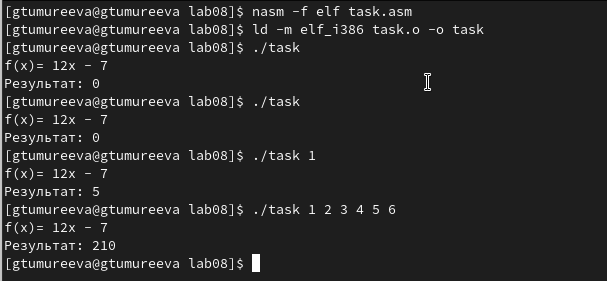 [gtumureeva@gtumureeva lab08]$ nasm -f elf task.asm
[gtumureeva@gtumureeva lab08]$ ld -m elf_i386 task.o -o task
[gtumureeva@gtumureeva lab08]$ ./task
f(x)= 12x - 7
Результат: 0
[gtumureeva@gtumureeva lab08]$ ./task
f(x)= 12x - 7
Результат: 0
[gtumureeva@gtumureeva lab08]$ ./task 1
f(x)= 12x - 7
Результат: 5
[gtumureeva@gtumureeva lab08]$ ./task 1 2 3 4 5 6
f(x)= 12x - 7
Результат: 210
[gtumureeva@gtumureeva lab08]$